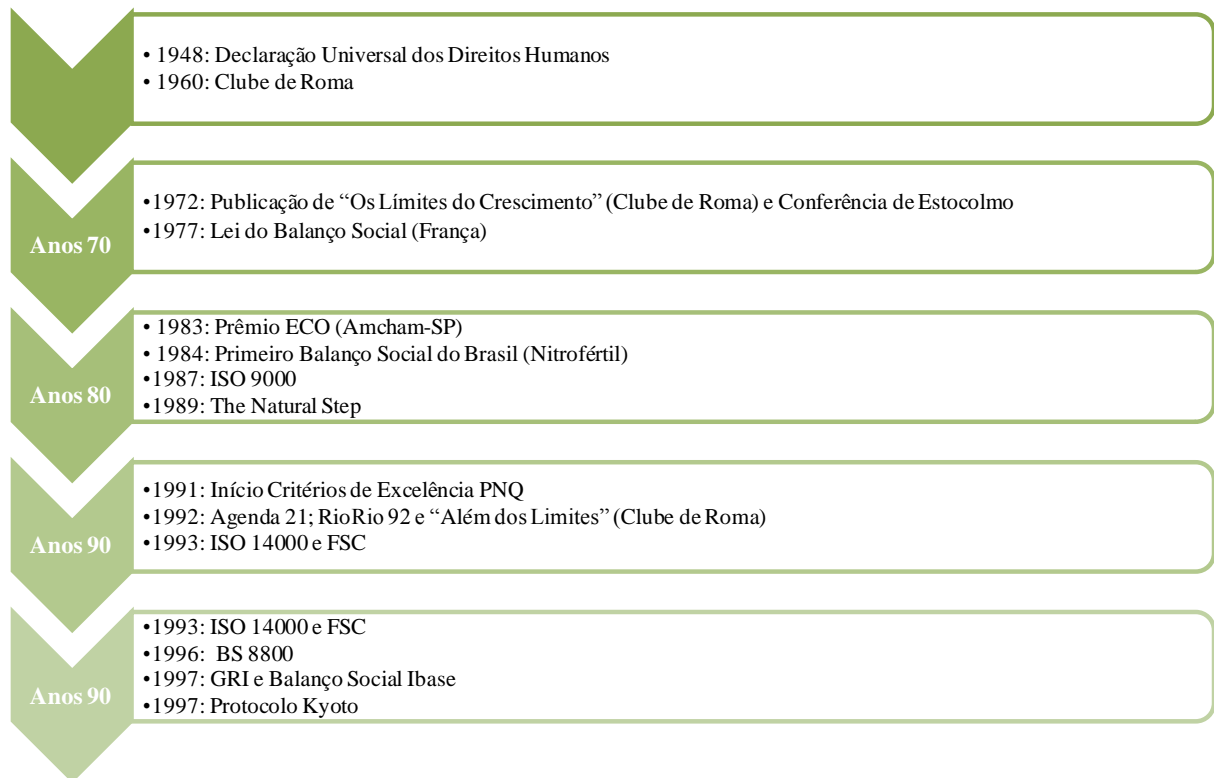 • 1948: Declaração Universal dos Direitos Humanos
• 1960: Clube de Roma
Anos 70
•1972: Publicação de “Os Límites do Crescimento” (Clube de Roma) e Conferência de Estocolmo
•1977: Lei do Balanço Social (França)
Anos 80
• 1983: Prêmio ECO (Amcham-SP)
• 1984: Primeiro Balanço Social do Brasil (Nitrofértil)
•1987: ISO 9000
•1989: The Natural Step
Anos 90
•1991: Início Critérios de Excelência PNQ
•1992: Agenda 21; RioRio 92 e “Além dos Limites” (Clube de Roma)
•1993: ISO 14000 e FSC
Anos 90
•1993: ISO 14000 e FSC
•1996: BS 8800
•1997: GRI e Balanço Social Ibase
•1997: Protocolo Kyoto